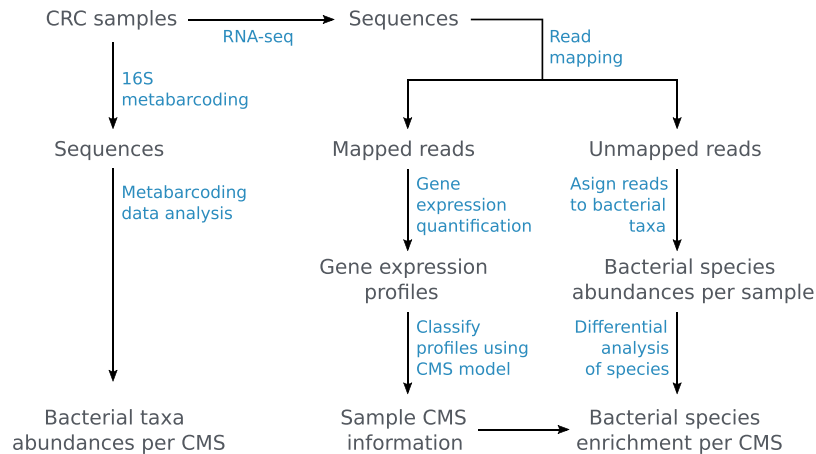 CRC samples
RNA-seq
Sequences
Read
mapping
16S
metabarcoding
Sequences
Mapped reads
Unmapped reads
Metabarcoding
data analysis
Gene
expression
quantification
Asign reads
to bacterial
taxa
Gene expression
profiles
Bacterial species
abundances per sample
Classify
profiles using
CMS model
Differential
analysis
of species
Bacterial taxa
abundances per CMS
Sample CMS
information
Bacterial species
enrichment per CMS